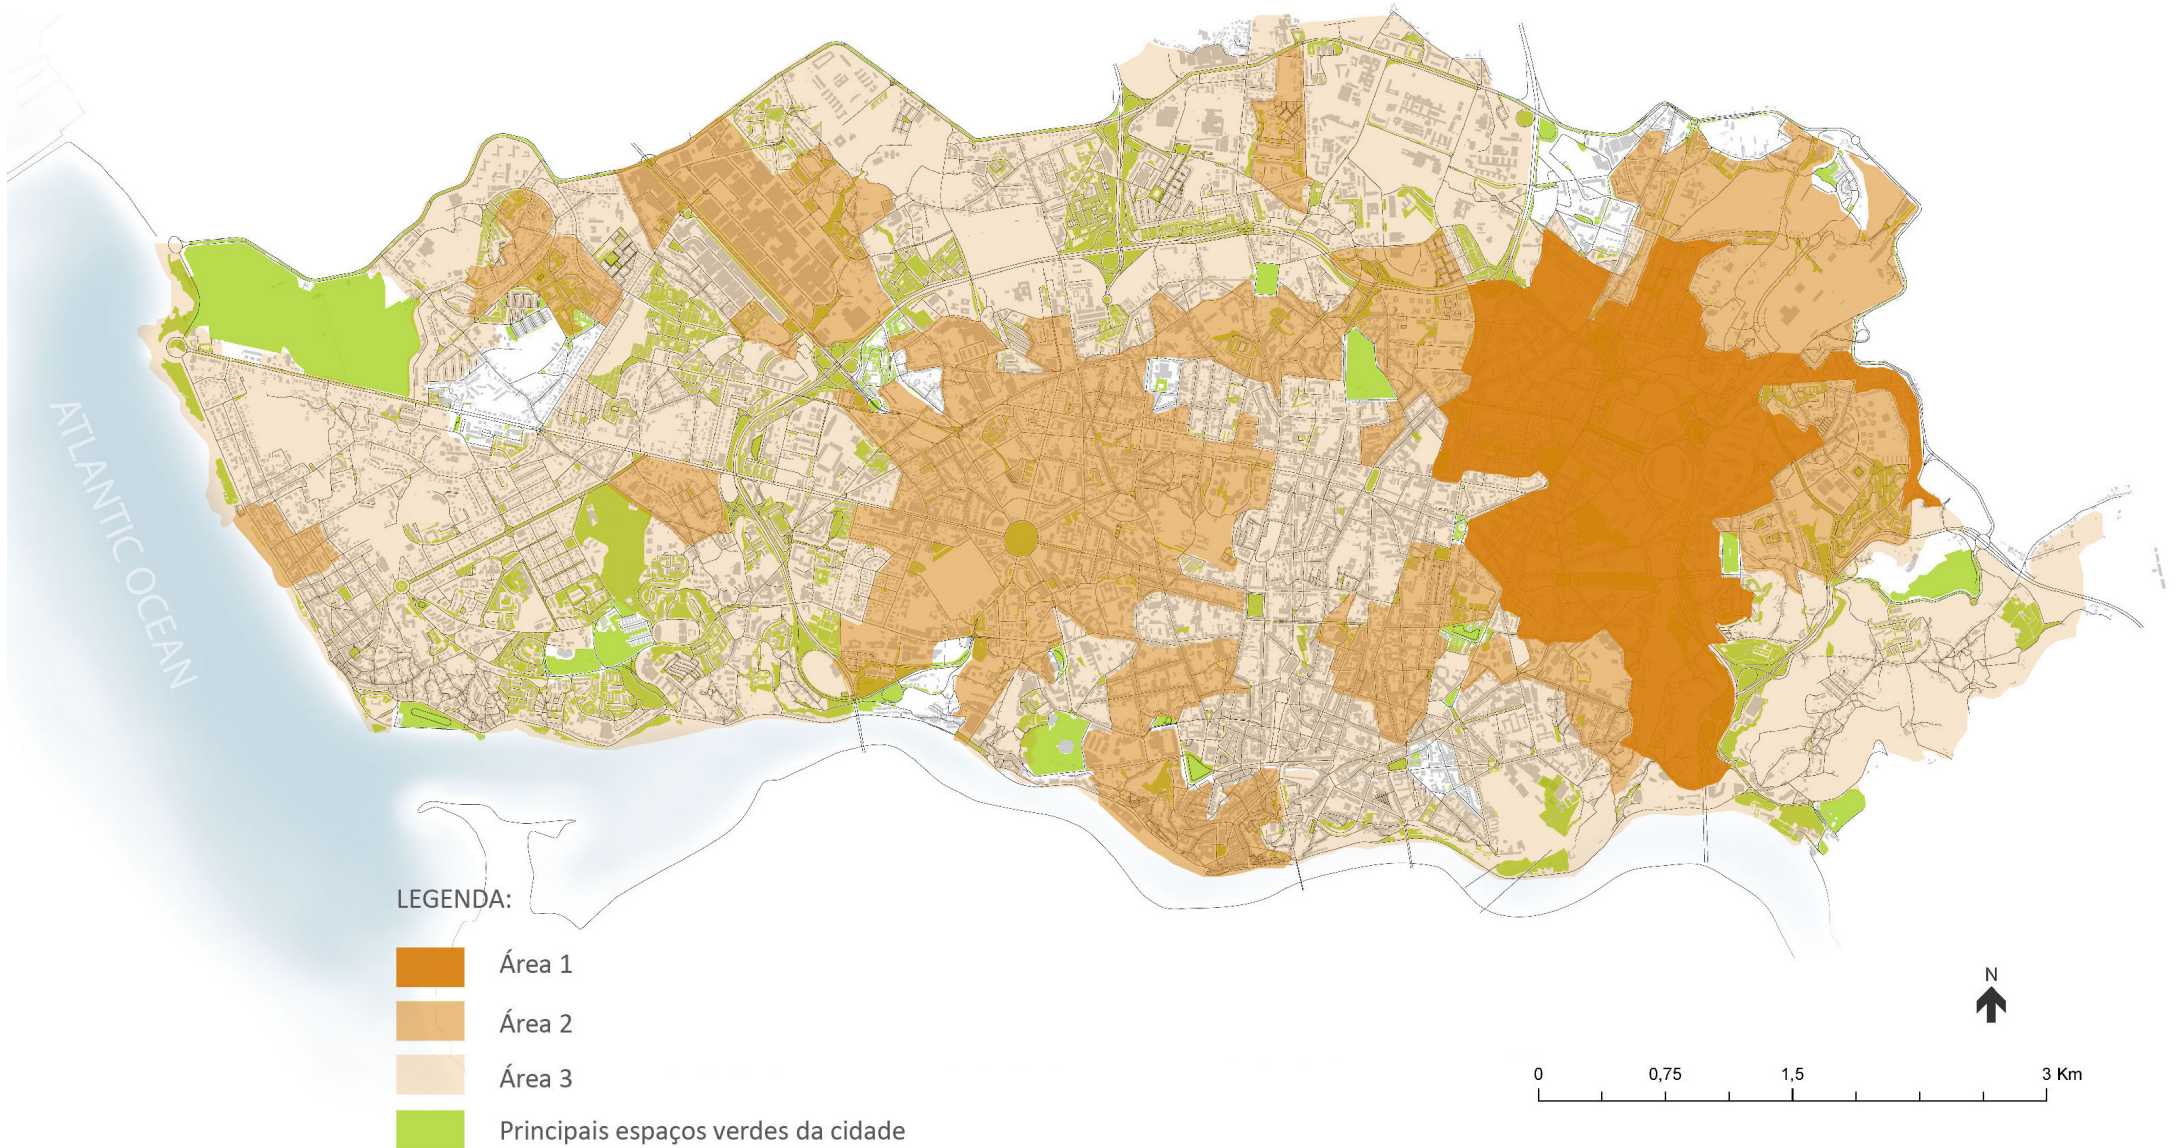 ATLANTIC OCEAN
LEGENDA:
Área 1
Área 2
Área 3
Principais espaços verdes da cidade
N
0 0,75 1,5 3 Km